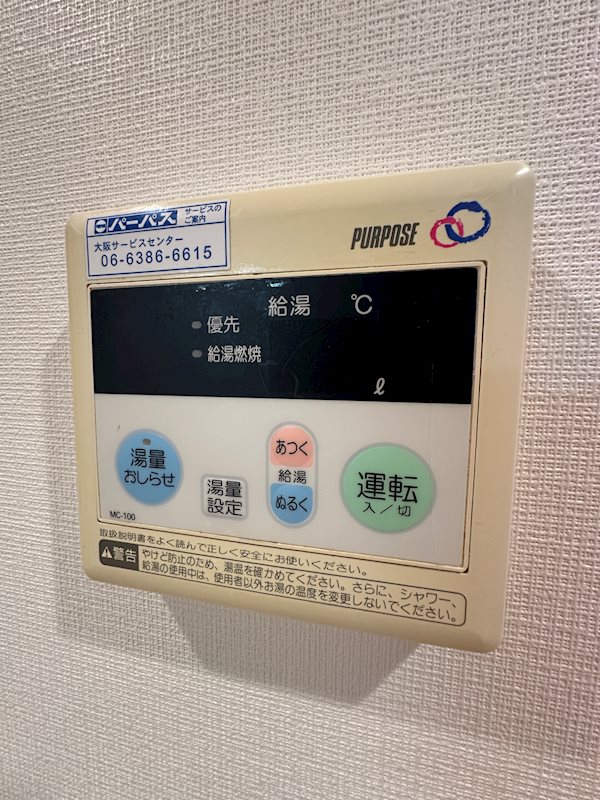 パーパス サービスのご案内
大阪サービスセンター
06-6386-6615
PURPOSE
給湯 ℃
優先
給湯燃焼
ℓ
湯量
おしらせ
湯量
設定
あつく
給湯
ぬるく
運転
入／切
MC-100
取扱説明書をよく読んで正しく安全にお使いください。
警告
やけど防止のため、湯温を確かめてください。さらに、シャワー、
給湯の使用中は、使用者以外お湯の温度を変更しないでください。